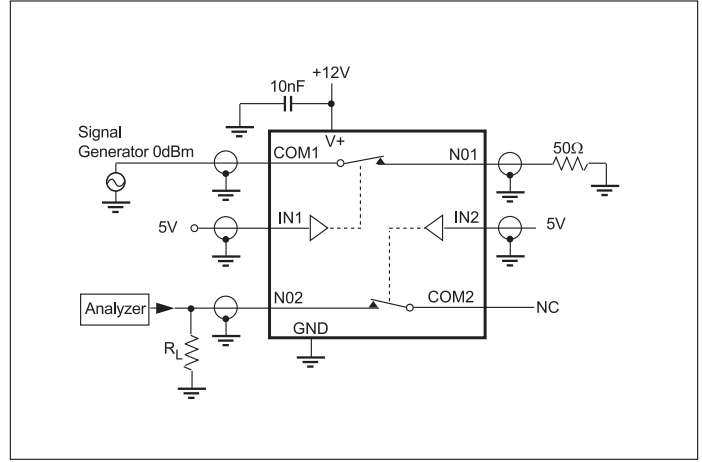 +12V
10nF
V+
Signal
Generator 0dBm
COM1
N01
50Ω
5V
IN1
IN2
5V
Analyzer
N02
COM2
NC
RL
GND